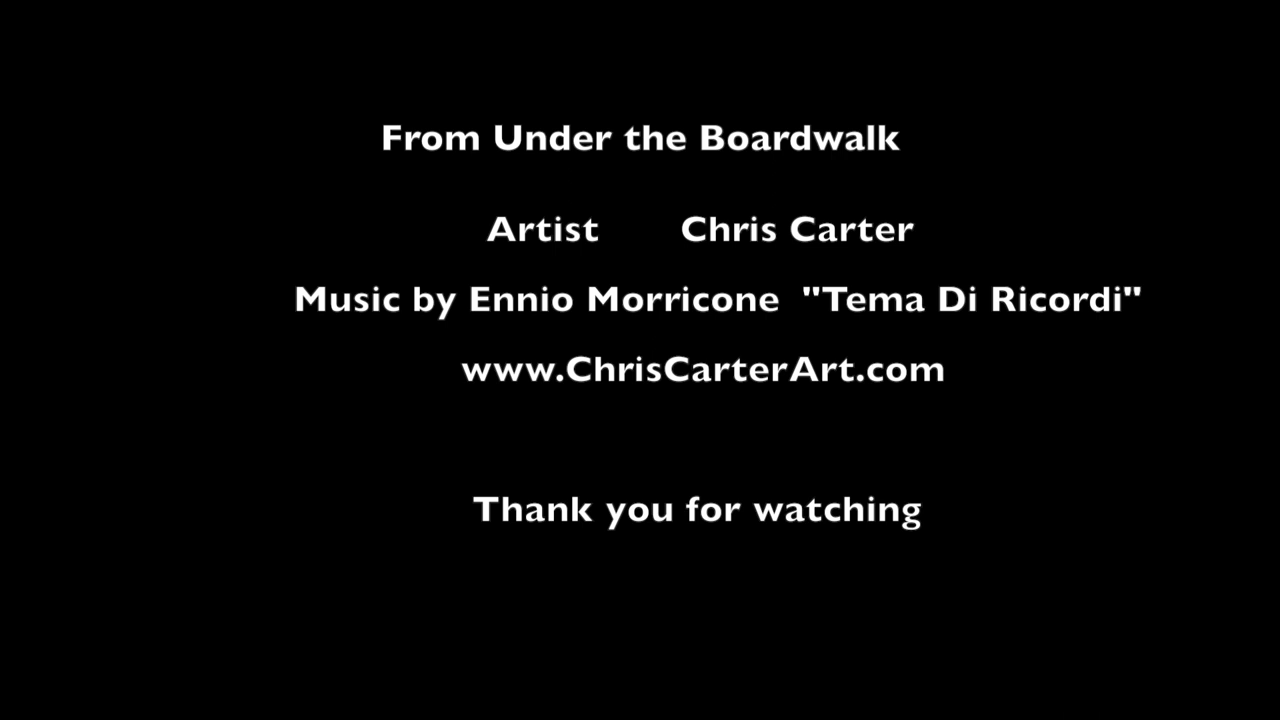 From Under the Boardwalk
Artist Chris Carter
Music by Ennio Morricone "Tema Di Ricordi"
www.ChrisCarterArt.com
Thank you for watching